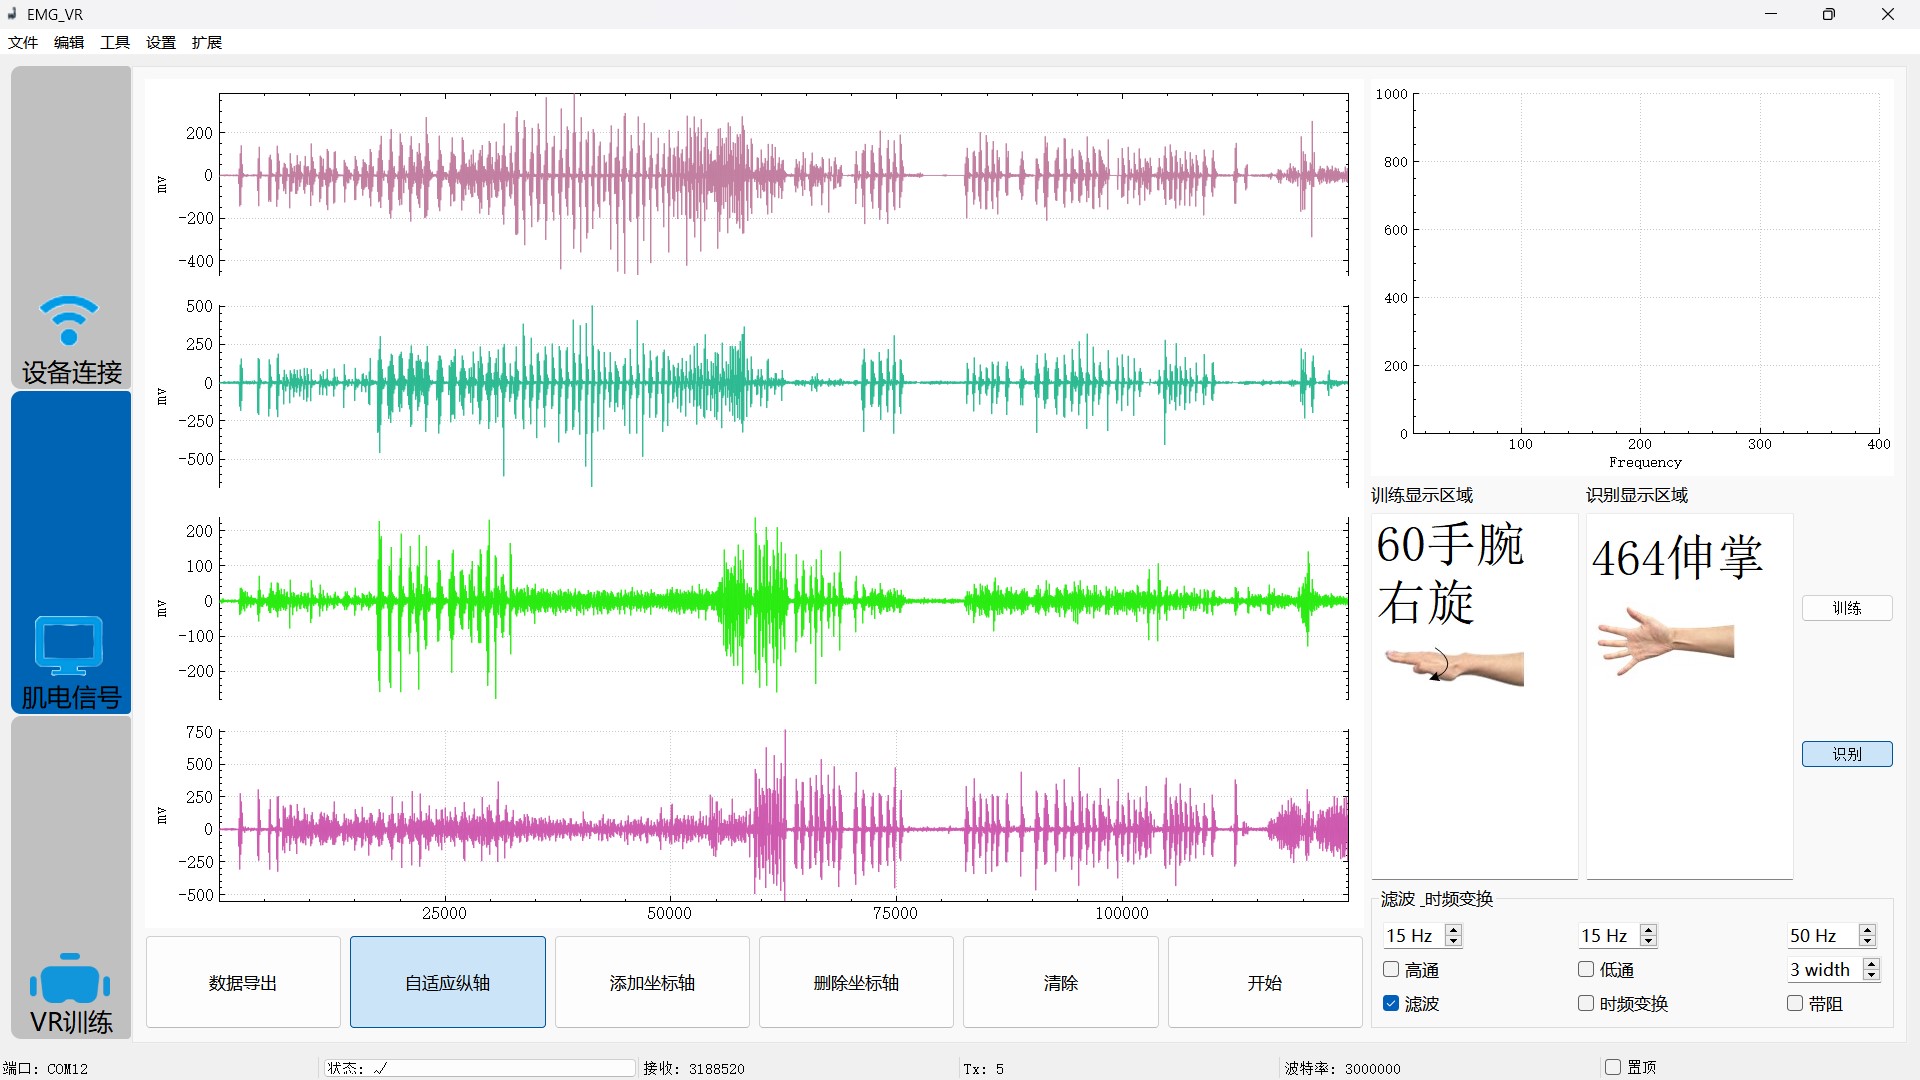 EMG_VR
文件 编辑 工具 设置 扩展
设备连接
肌电信号
VR训练
200
0
-200
-400
mv
500
250
0
-250
-500
mv
200
100
0
-100
-200
mv
750
500
250
0
-250
-500
mv
25000 50000 75000 100000
1000
800
600
400
200
0
100 200 300 400
Frequency
训练显示区域 识别显示区域
60手腕
右旋
464伸掌
训练
识别
滤波_时频变换
15 Hz 15 Hz 50 Hz
高通 低通 3 width
滤波 时频变换 带阻
数据导出 自适应纵轴 添加坐标轴 删除坐标轴 清除 开始
端口: COM12 状态: ✓ 接收: 3188520 Tx: 5 波特率: 3000000 置顶